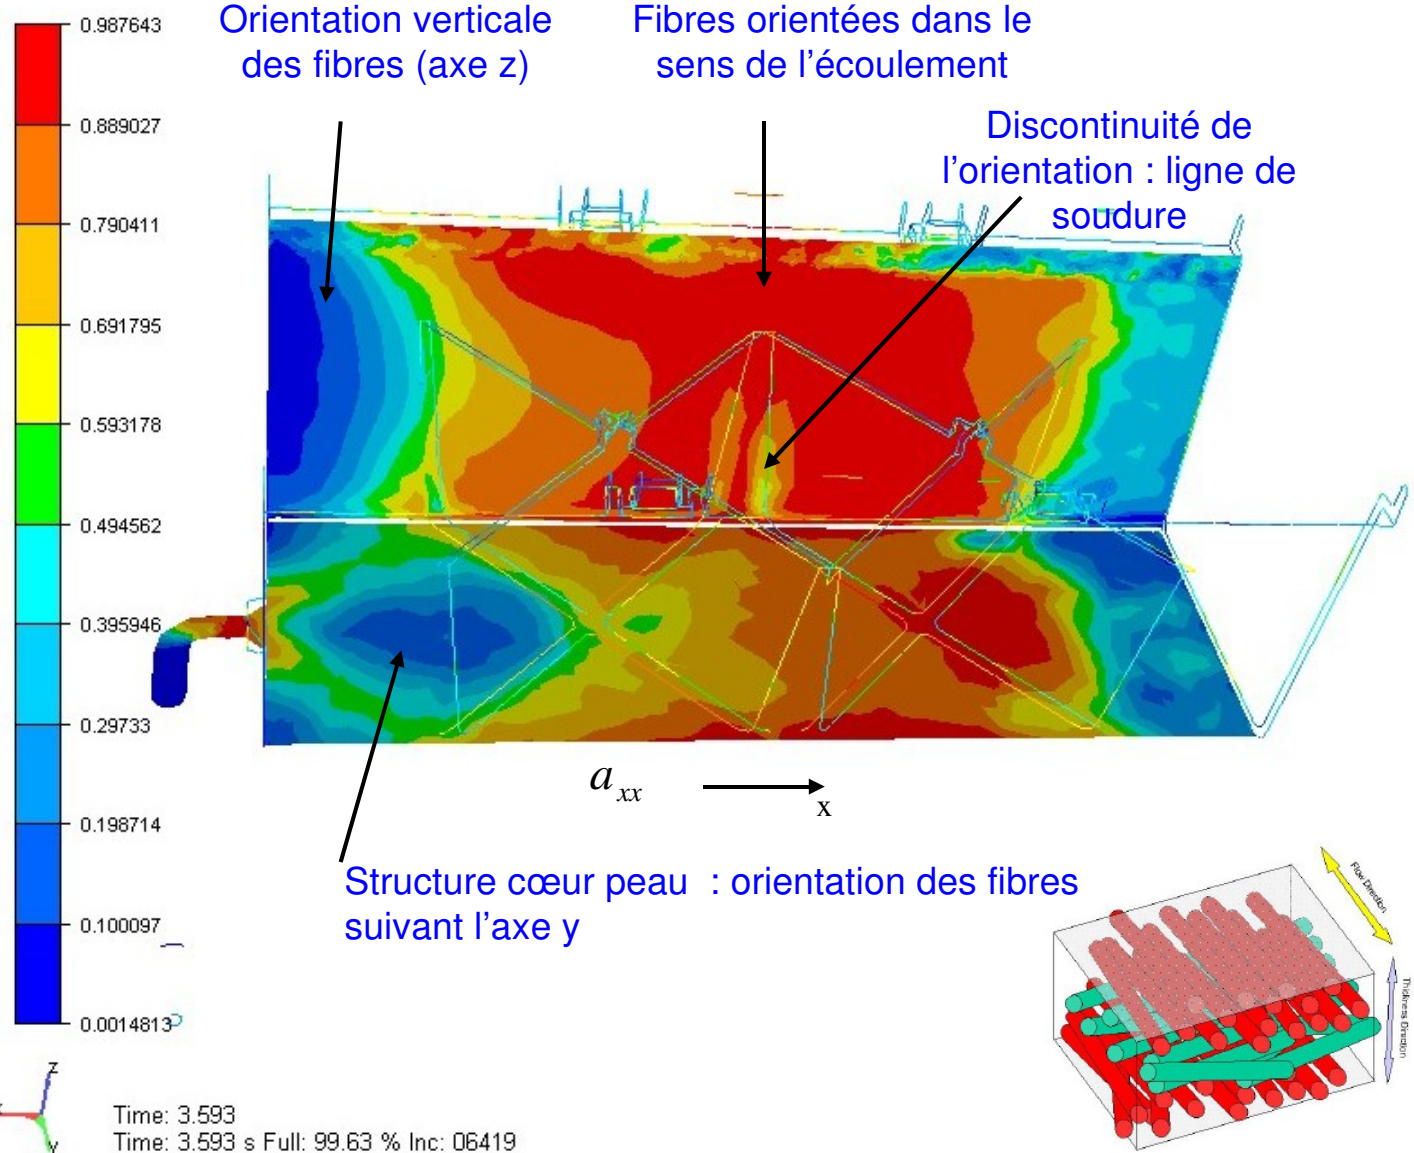 Orientation verticale
des fibres (axe z)
Fibres orientées dans le
sens de l’écoulement
Discontinuité de
l’orientation : ligne de
soudure
0.987643
0.889027
0.790411
0.691795
0.593178
0.494562
0.395946
0.29733
0.198714
0.100097
0.0014813
a xx
x
Structure cœur peau : orientation des fibres
suivant l’axe y
Flow Direction
Thickness Direction
z
x
y
Time: 3.593
Time: 3.593 s Full: 99.63 % Inc: 06419